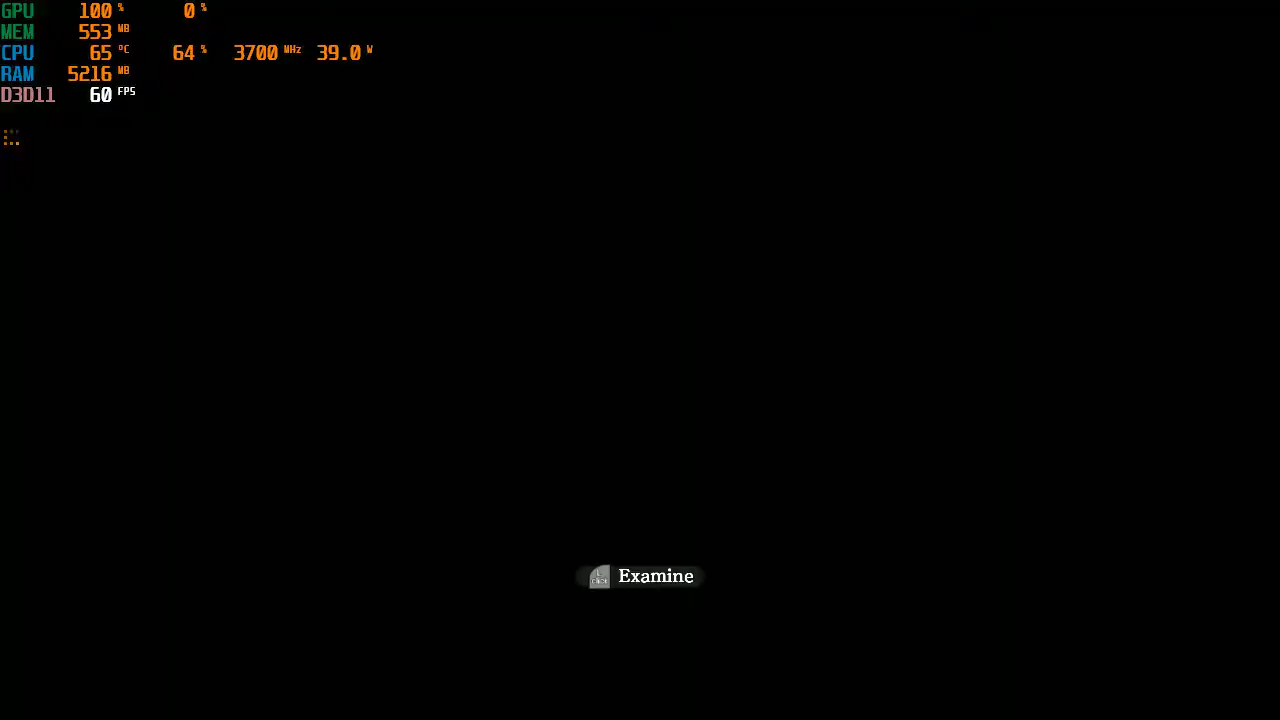 GPU 100 % 0 %
MEM 553 MB
CPU 65 °C 64 % 3700 MHz 39.0 W
RAM 5216 MB
D3D11 60 FPS
L click Examine